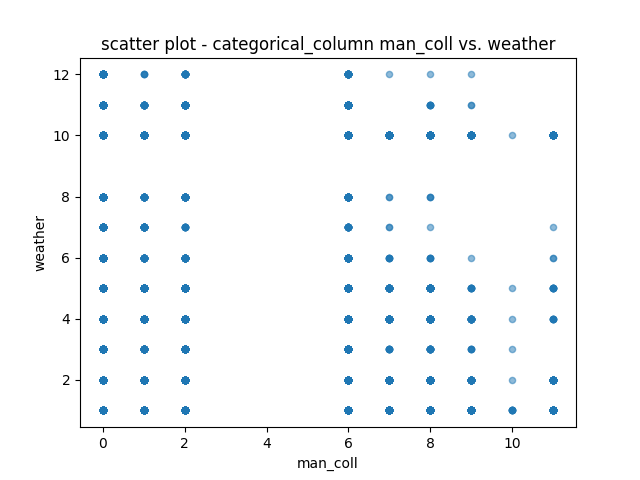 scatter plot - categorical_column man_coll vs. weather
12
10
8
6
4
2
weather
0 2 4 6 8 10
man_coll